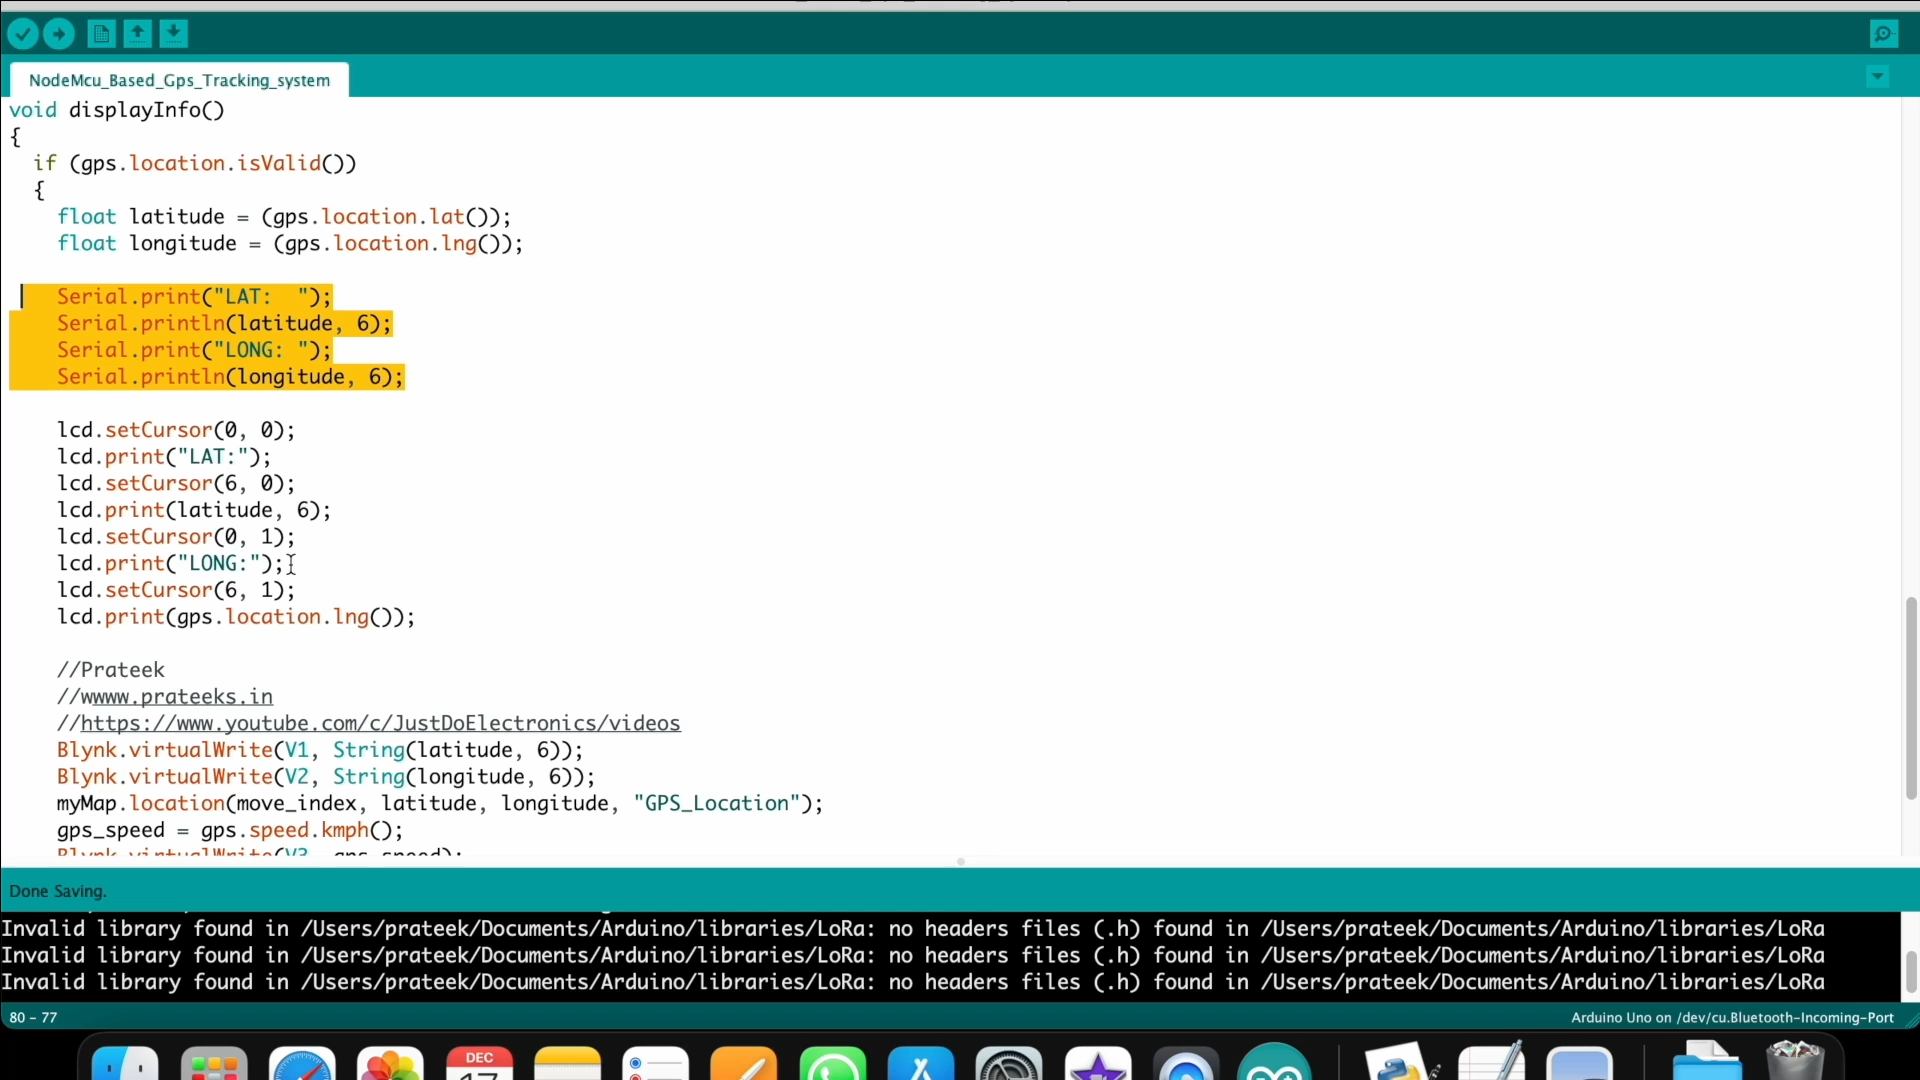 NodeMcu_Based_Gps_Tracking_system
void displayInfo()
{
if (gps.location.isValid())
{
float latitude = (gps.location.lat());
float longitude = (gps.location.lng());
Serial.print("LAT:  ");
Serial.println(latitude, 6);
Serial.print("LONG: ");
Serial.println(longitude, 6);
lcd.setCursor(0, 0);
lcd.print("LAT:");
lcd.setCursor(6, 0);
lcd.print(latitude, 6);
lcd.setCursor(0, 1);
lcd.print("LONG:");
lcd.setCursor(6, 1);
lcd.print(gps.location.lng());
//Prateek
//wwww.prateeks.in
//https://www.youtube.com/c/JustDoElectronics/videos
Blynk.virtualWrite(V1, String(latitude, 6));
Blynk.virtualWrite(V2, String(longitude, 6));
myMap.location(move_index, latitude, longitude, "GPS_Location");
gps_speed = gps.speed.kmph();
Blynk.virtualWrite(V3, gps_speed);
Done Saving.
Invalid library found in /Users/prateek/Documents/Arduino/libraries/LoRa: no headers files (.h) found in /Users/prateek/Documents/Arduino/libraries/LoRa
Invalid library found in /Users/prateek/Documents/Arduino/libraries/LoRa: no headers files (.h) found in /Users/prateek/Documents/Arduino/libraries/LoRa
Invalid library found in /Users/prateek/Documents/Arduino/libraries/LoRa: no headers files (.h) found in /Users/prateek/Documents/Arduino/libraries/LoRa
80 - 77
Arduino Uno on /dev/cu.Bluetooth-Incoming-Port
DEC
17